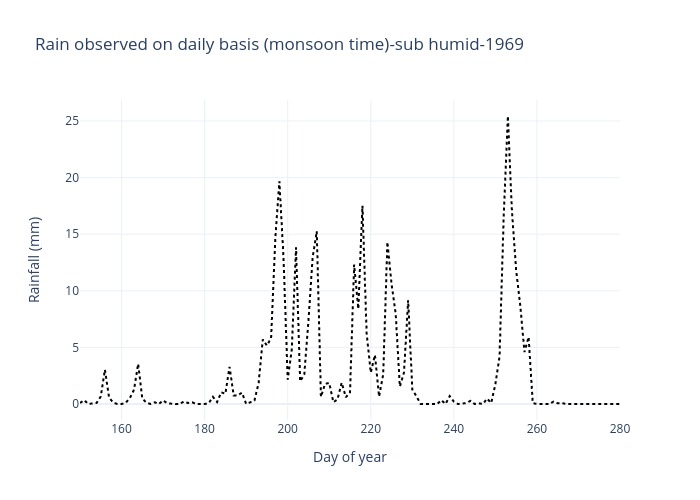 Rain observed on daily basis (monsoon time)-sub humid-1969
25
20
15
10
5
0
Rainfall (mm)
160 180 200 220 240 260 280
Day of year